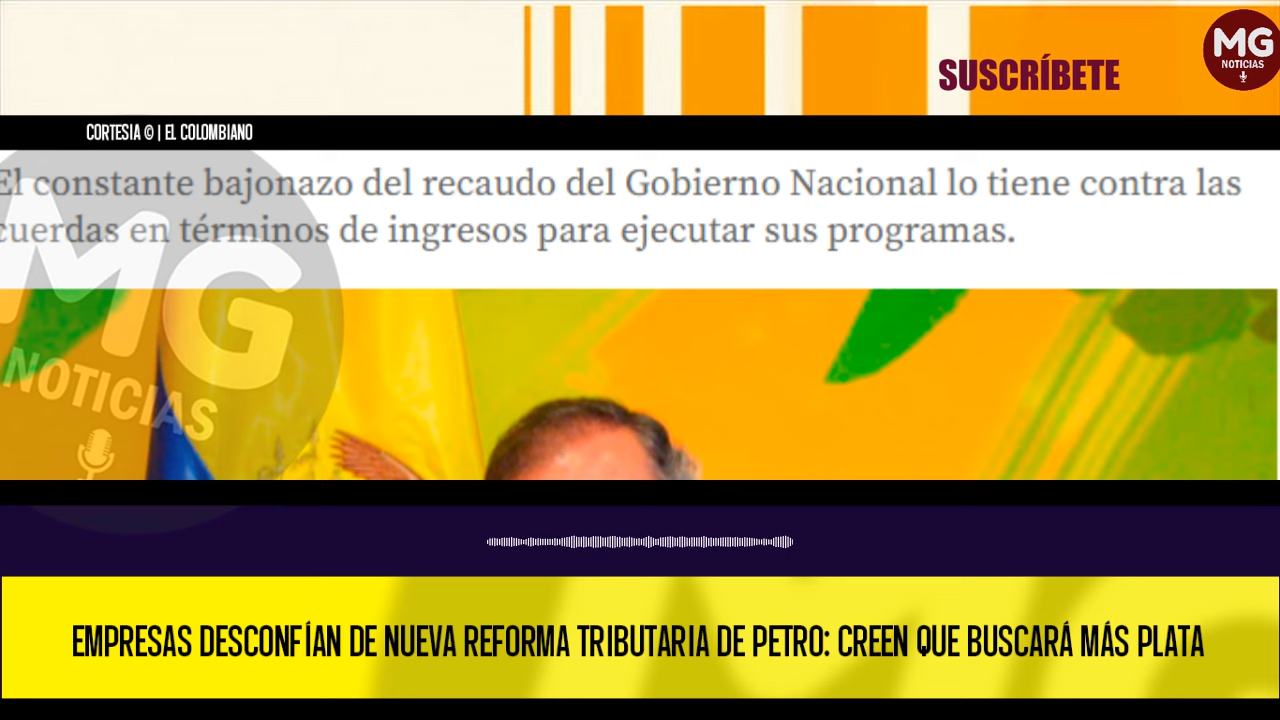 SUSCRÍBETE
MG
NOTICIAS
CORTESIA © | EL COLOMBIANO
El constante bajonazo del recaudo del Gobierno Nacional lo tiene contra las
cuerdas en términos de ingresos para ejecutar sus programas.
MG
NOTICIAS
EMPRESAS DESCONFÍAN DE NUEVA REFORMA TRIBUTARIA DE PETRO: CREEN QUE BUSCARÁ MÁS PLATA